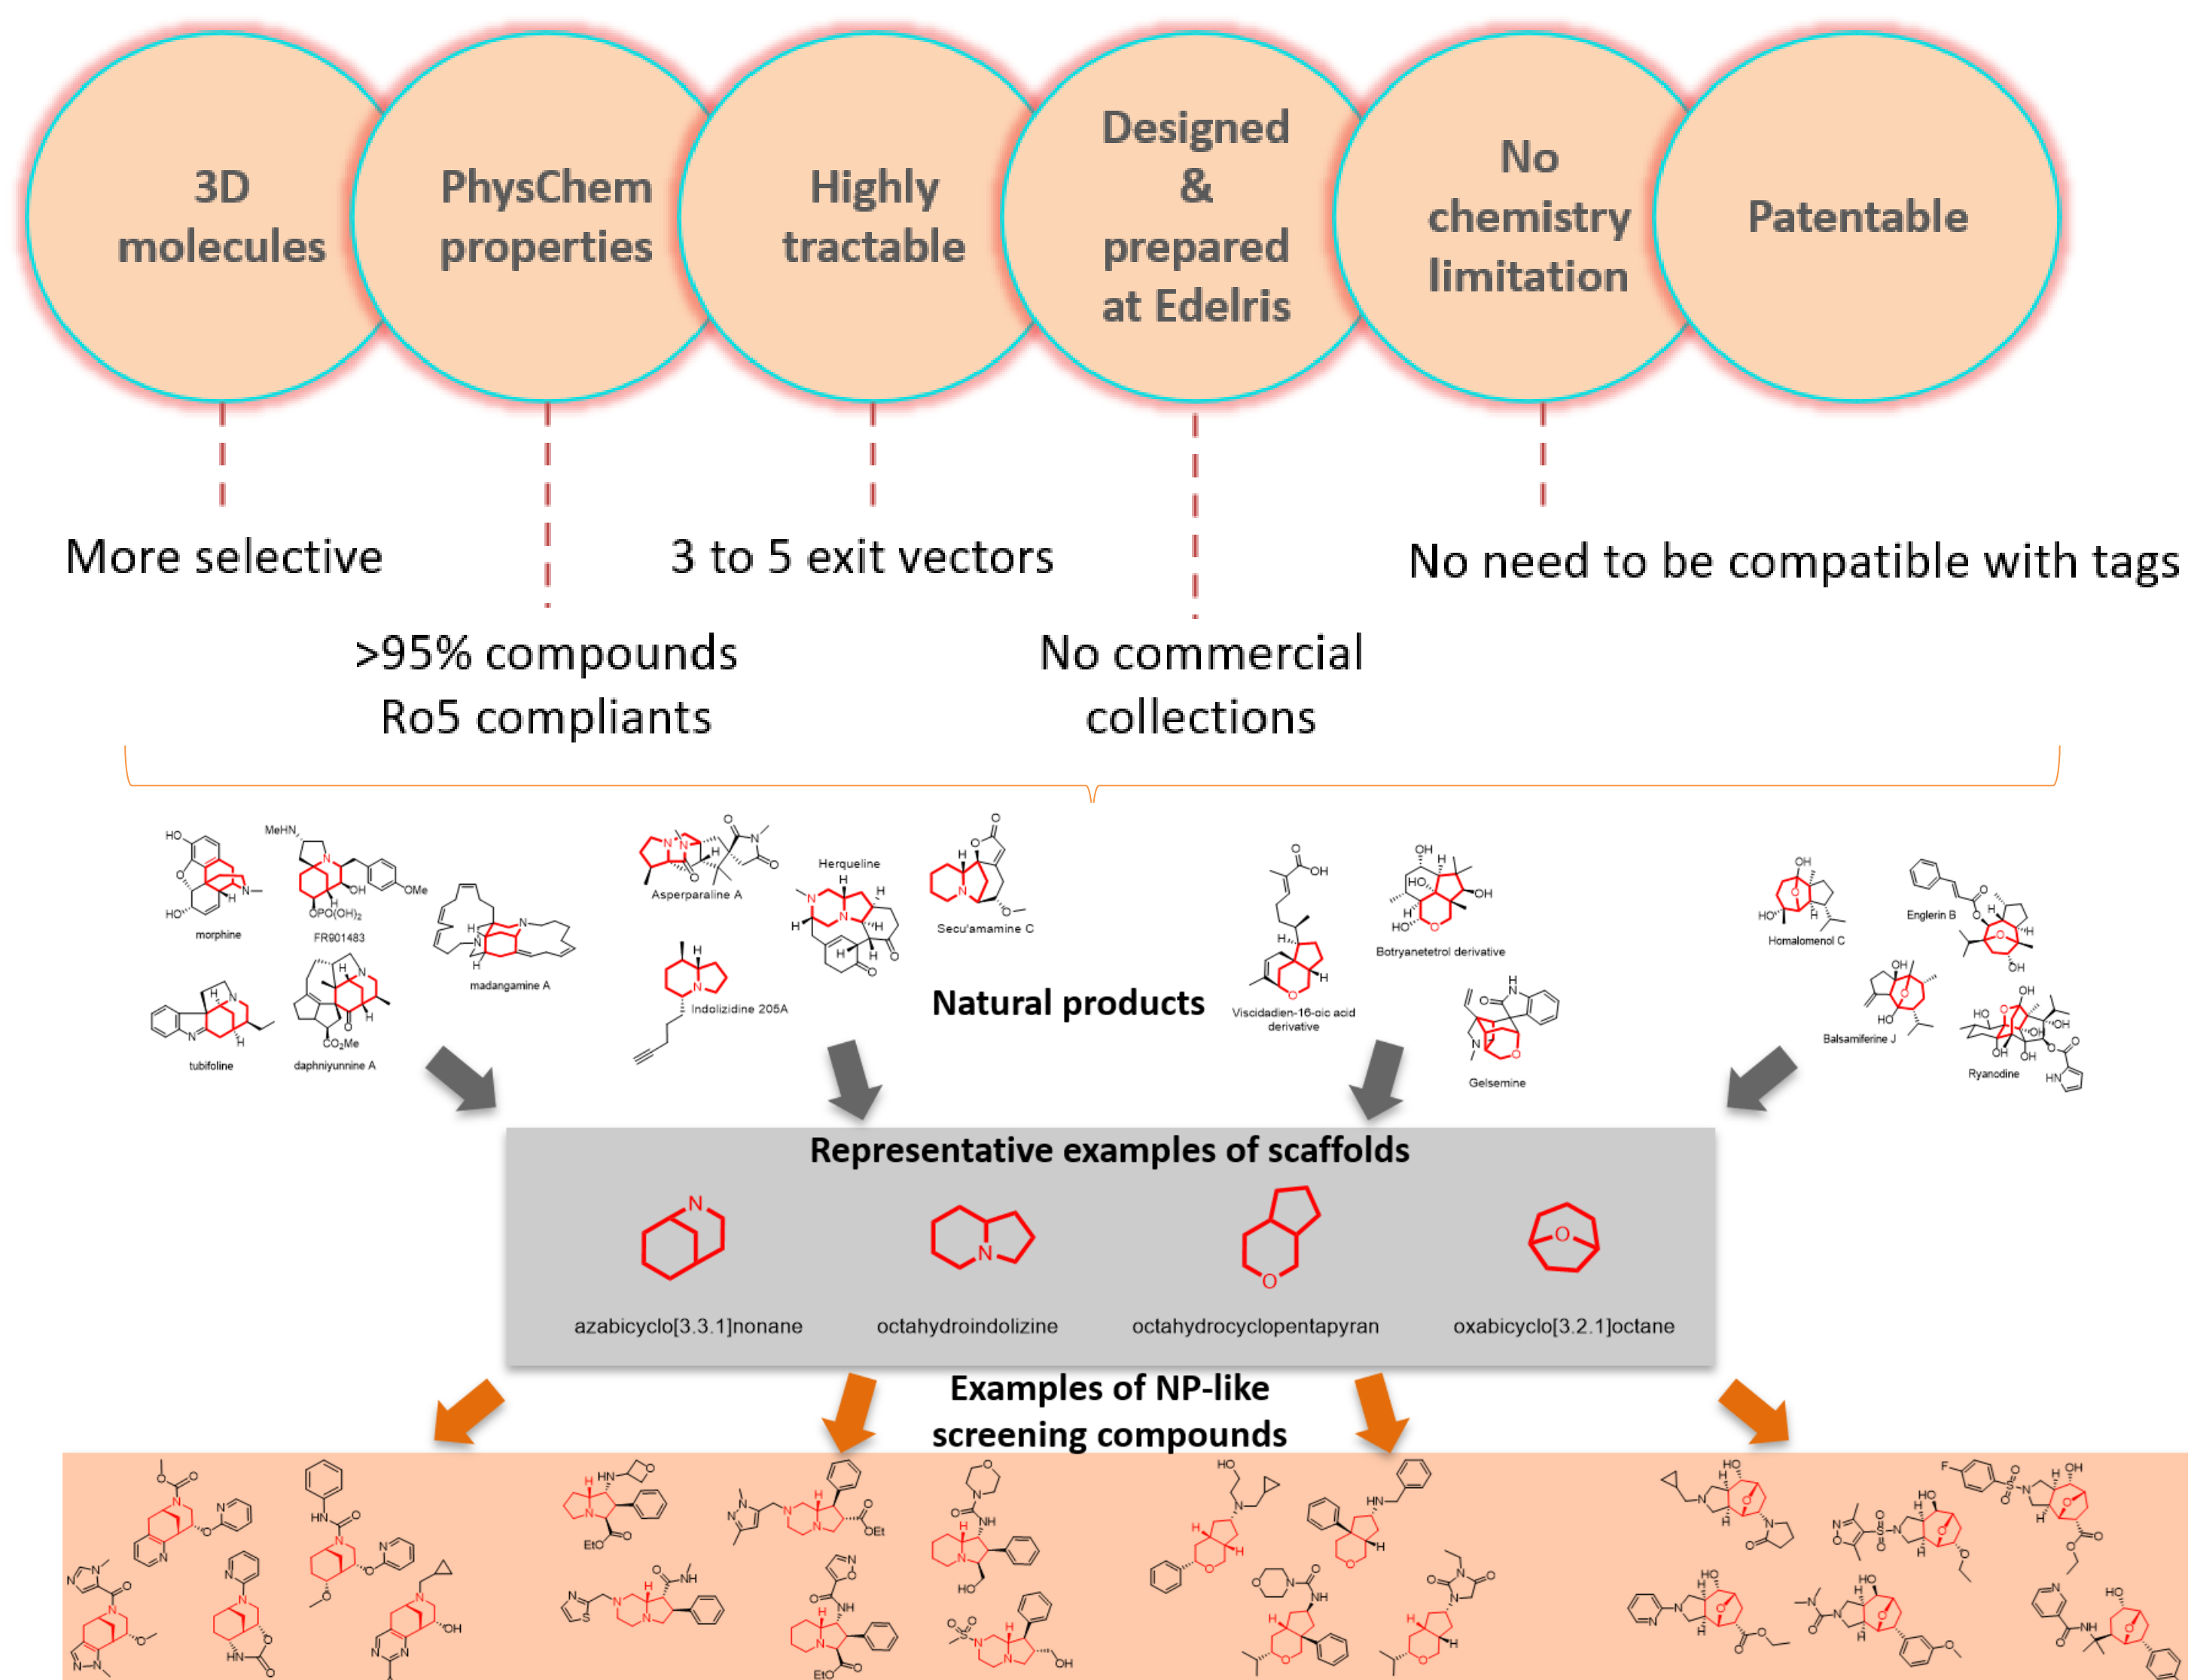 3D
molecules
PhysChem
properties
Highly
tractable
Designed
&
prepared
at Edelris
No
chemistry
limitation
Patentable
More selective
3 to 5 exit vectors
No need to be compatible with tags
>95% compounds
Ro5 compliants
No commercial
collections
morphine
FR901483
madangamine A
tubifoline
daphniyunnine A
Asperparaline A
Herqueline
Secu'amamine C
Indolizidine 205A
Natural products
Viscidadien-16-oic acid
derivative
Botryanetetrol derivative
Gelsemine
Homalomenol C
Englerin B
Balsamiferine J
Ryanodine
Representative examples of scaffolds
azabicyclo[3.3.1]nonane
octahydroindolizine
octahydrocyclopentapyran
oxabicyclo[3.2.1]octane
Examples of NP-like
screening compounds